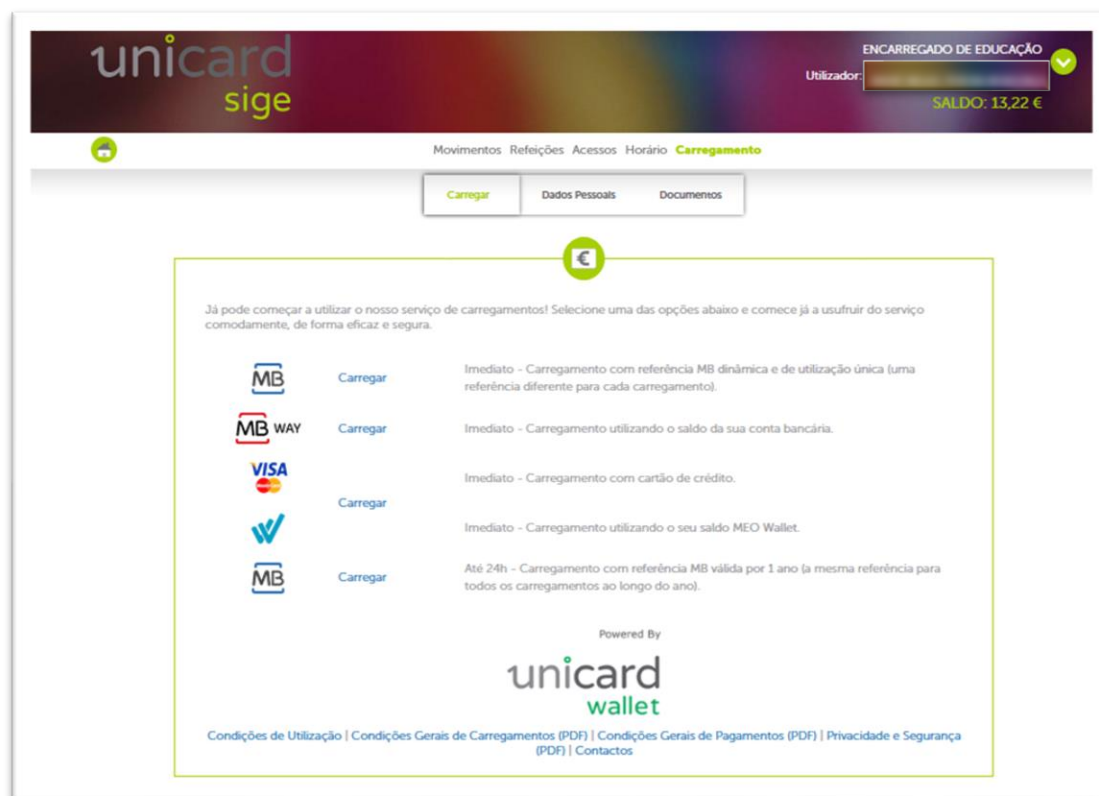 unicard
sige
ENCARREGADO DE EDUCAÇÃO
Utilizador:
SALDO: 13,22 €
Movimentos Refeições Acessos Horário Carregamento
Carregar Dados Pessoais Documentos
€
Já pode começar a utilizar o nosso serviço de carregamentos! Selecione uma das opções abaixo e comece já a usufruir do serviço
comodamente, de forma eficaz e segura.
MB Carregar Imediato - Carregamento com referência MB dinâmica e de utilização única (uma
referência diferente para cada carregamento).
MB WAY Carregar Imediato - Carregamento utilizando o saldo da sua conta bancária.
VISA
Imediato - Carregamento com cartão de crédito.
Carregar
Imediato - Carregamento utilizando o seu saldo MEO Wallet.
MB Carregar Até 24h - Carregamento com referência MB válida por 1 ano (a mesma referência para
todos os carregamentos ao longo do ano).
Powered By
unicard
wallet
Condições de Utilização | Condições Gerais de Carregamentos (PDF) | Condições Gerais de Pagamentos (PDF) | Privacidade e Segurança
(PDF) | Contactos